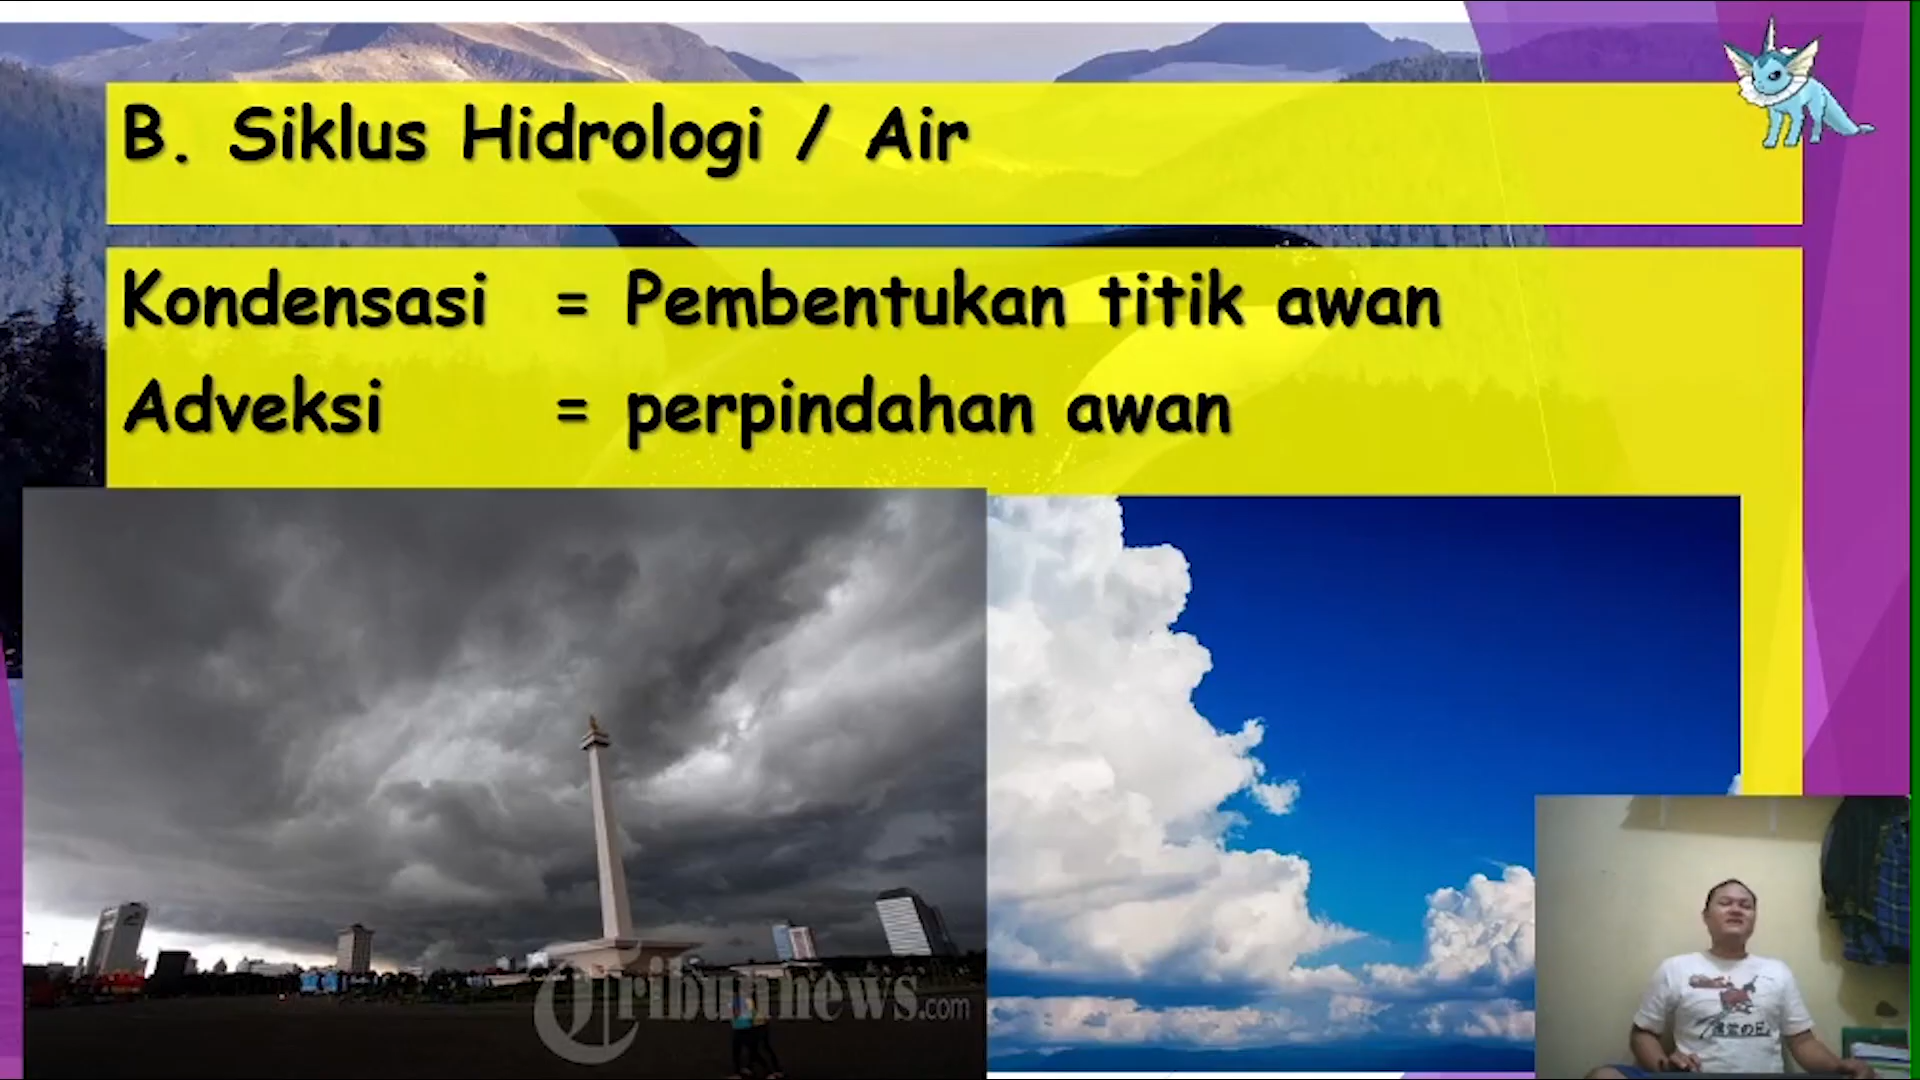 B. Siklus Hidrologi / Air
Kondensasi = Pembentukan titik awan
Adveksi = perpindahan awan
Tribunnews.com